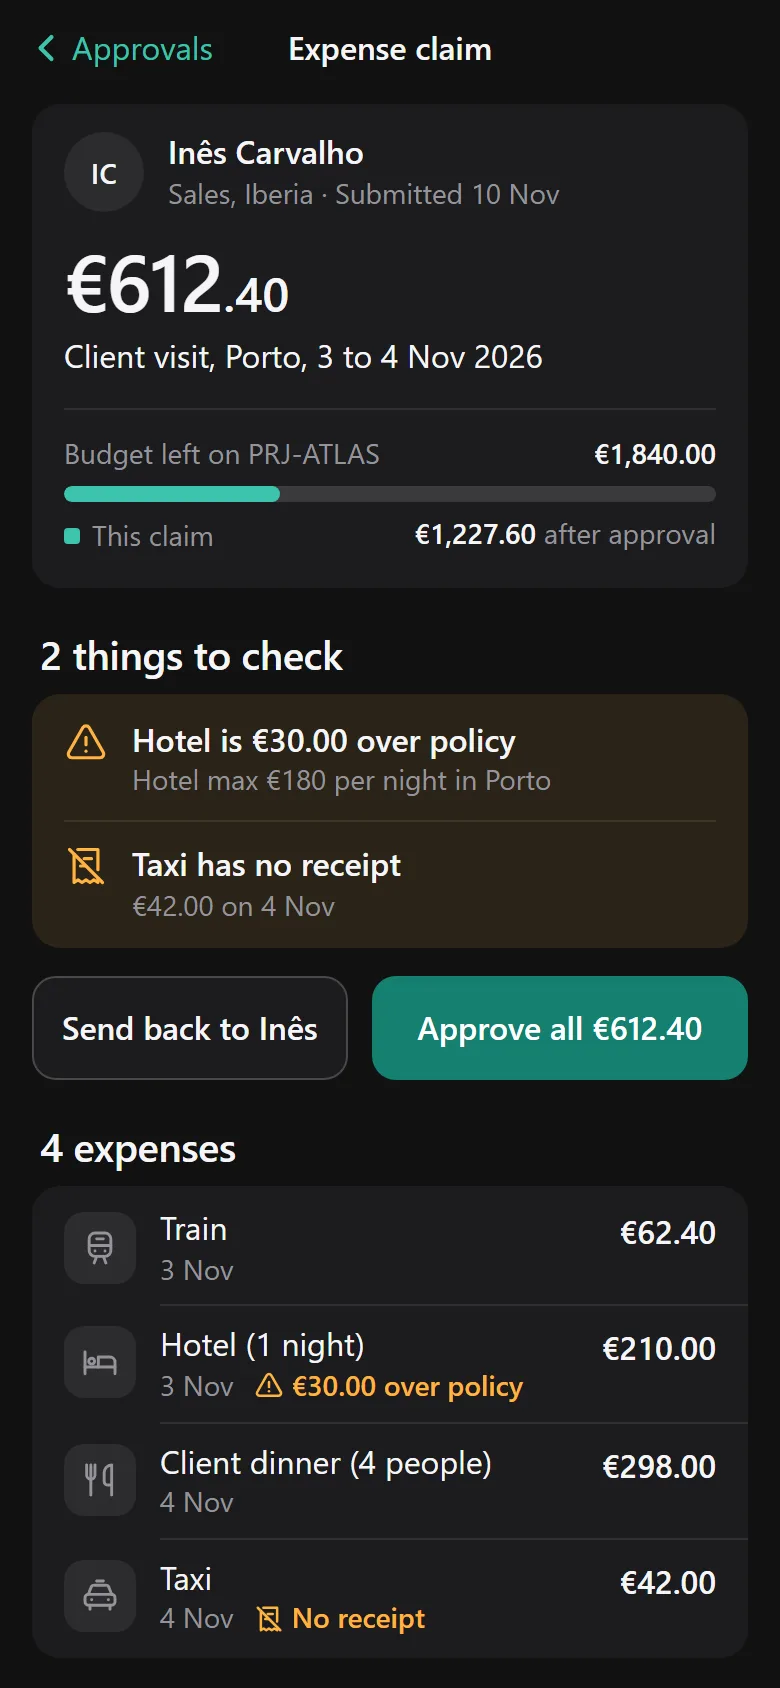 Approvals
Expense claim
IC
Inês Carvalho
Sales, Iberia · Submitted 10 Nov
€612.40
Client visit, Porto, 3 to 4 Nov 2026
Budget left on PRJ-ATLAS €1,840.00
This claim €1,227.60 after approval
2 things to check
Hotel is €30.00 over policy
Hotel max €180 per night in Porto
Taxi has no receipt
€42.00 on 4 Nov
Send back to Inês
Approve all €612.40
4 expenses
Train €62.40
3 Nov
Hotel (1 night) €210.00
3 Nov €30.00 over policy
Client dinner (4 people) €298.00
4 Nov
Taxi €42.00
4 Nov No receipt